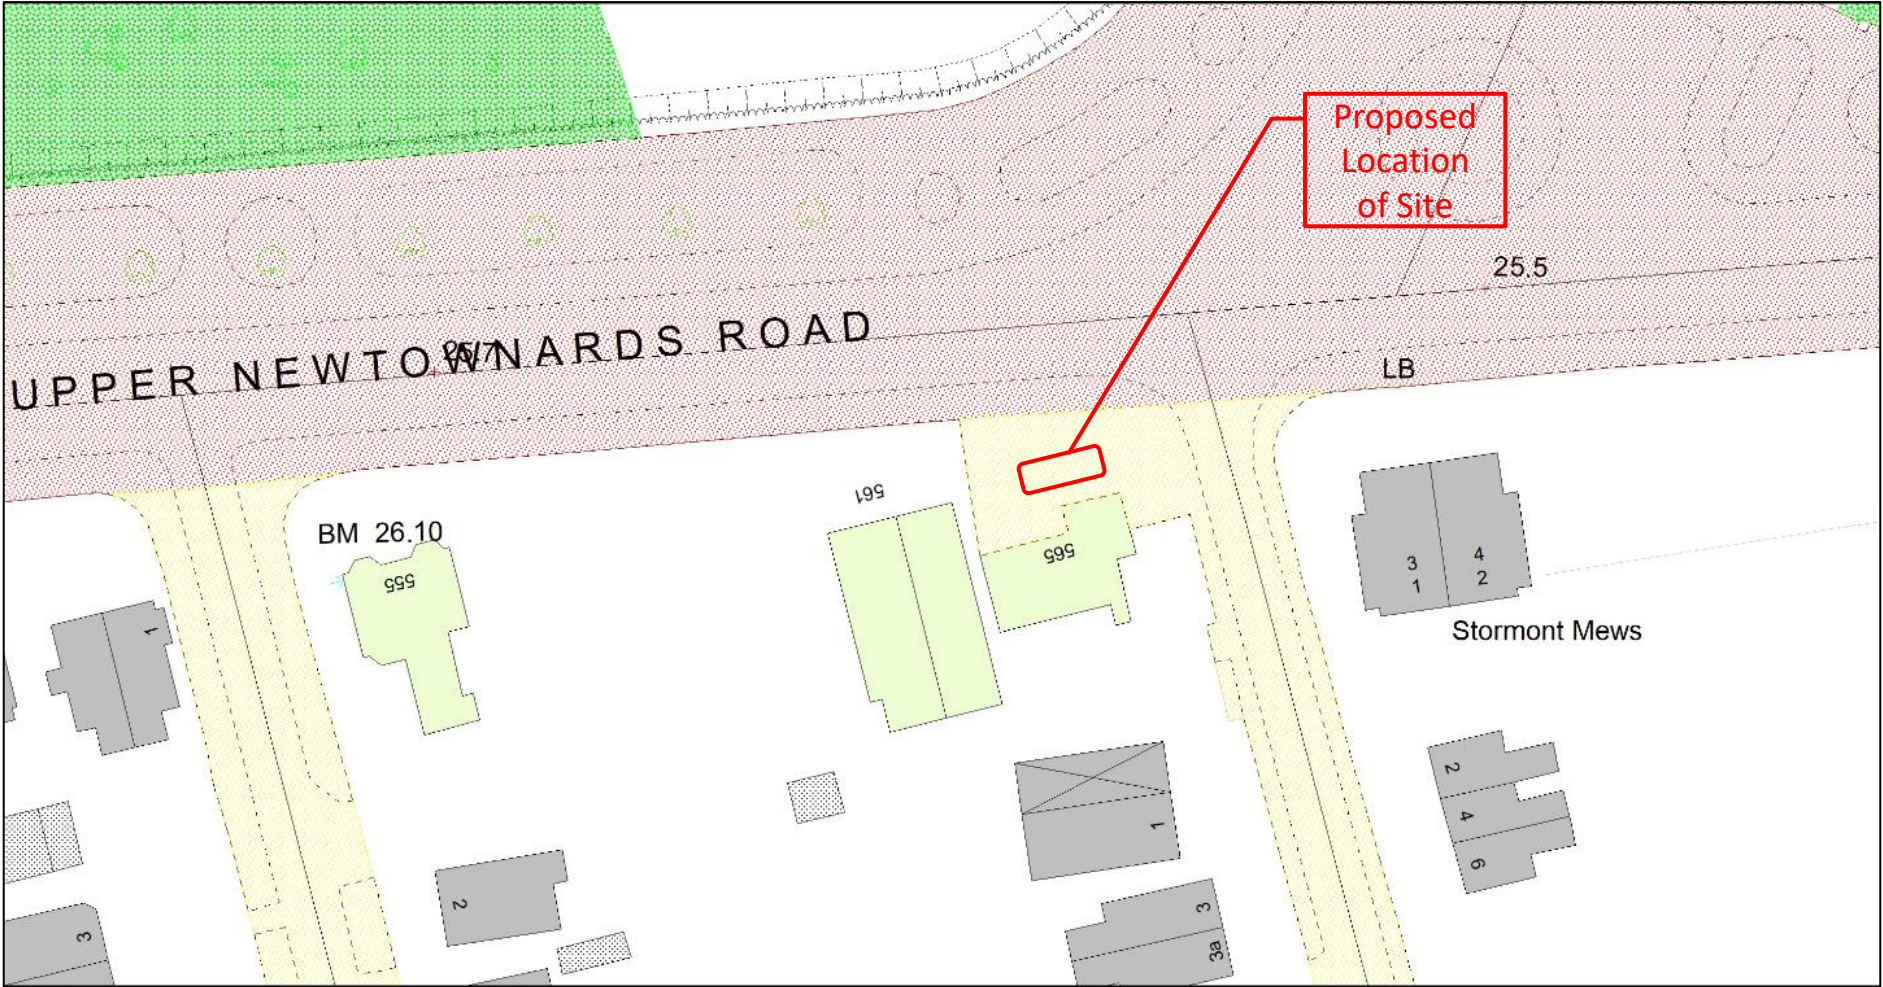 Proposed
Location
of Site
25.5
UPPER NEWTOWNARDS ROAD
LB
561
BM 26.10
565
555
3
4
1
2
1
Stormont Mews
2
4
6
1
2
3
3
3a